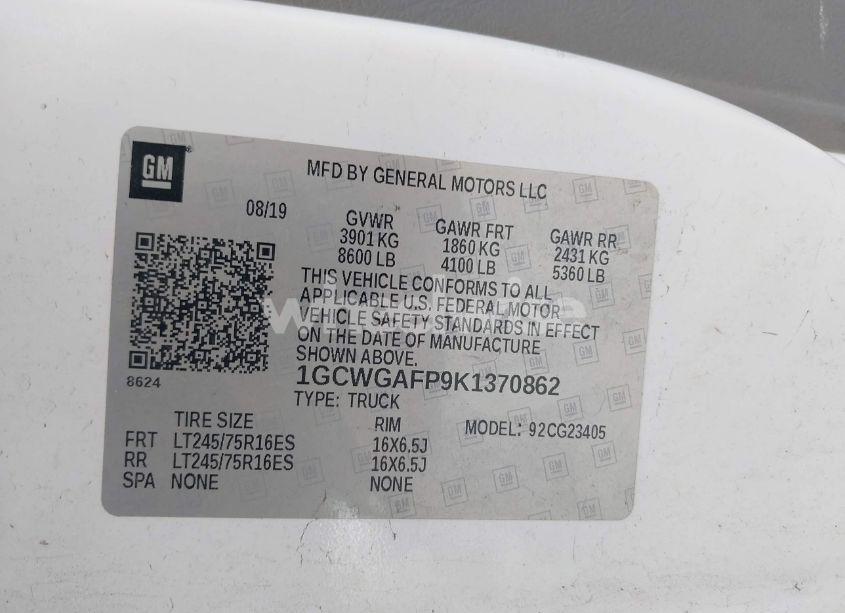 GM
MFD BY GENERAL MOTORS LLC
08/19
GVWR GAWR FRT GAWR RR
3901 KG 1860 KG 2431 KG
8600 LB 4100 LB 5360 LB
THIS VEHICLE CONFORMS TO ALL
APPLICABLE U.S. FEDERAL MOTOR
VEHICLE SAFETY STANDARDS IN EFFECT
ON THE DATE OF MANUFACTURE
SHOWN ABOVE.
8624
1GCWGAFP9K1370862
TYPE: TRUCK
TIRE SIZE RIM MODEL: 92CG23405
FRT LT245/75R16ES 16X6.5J
RR LT245/75R16ES 16X6.5J
SPA NONE NONE